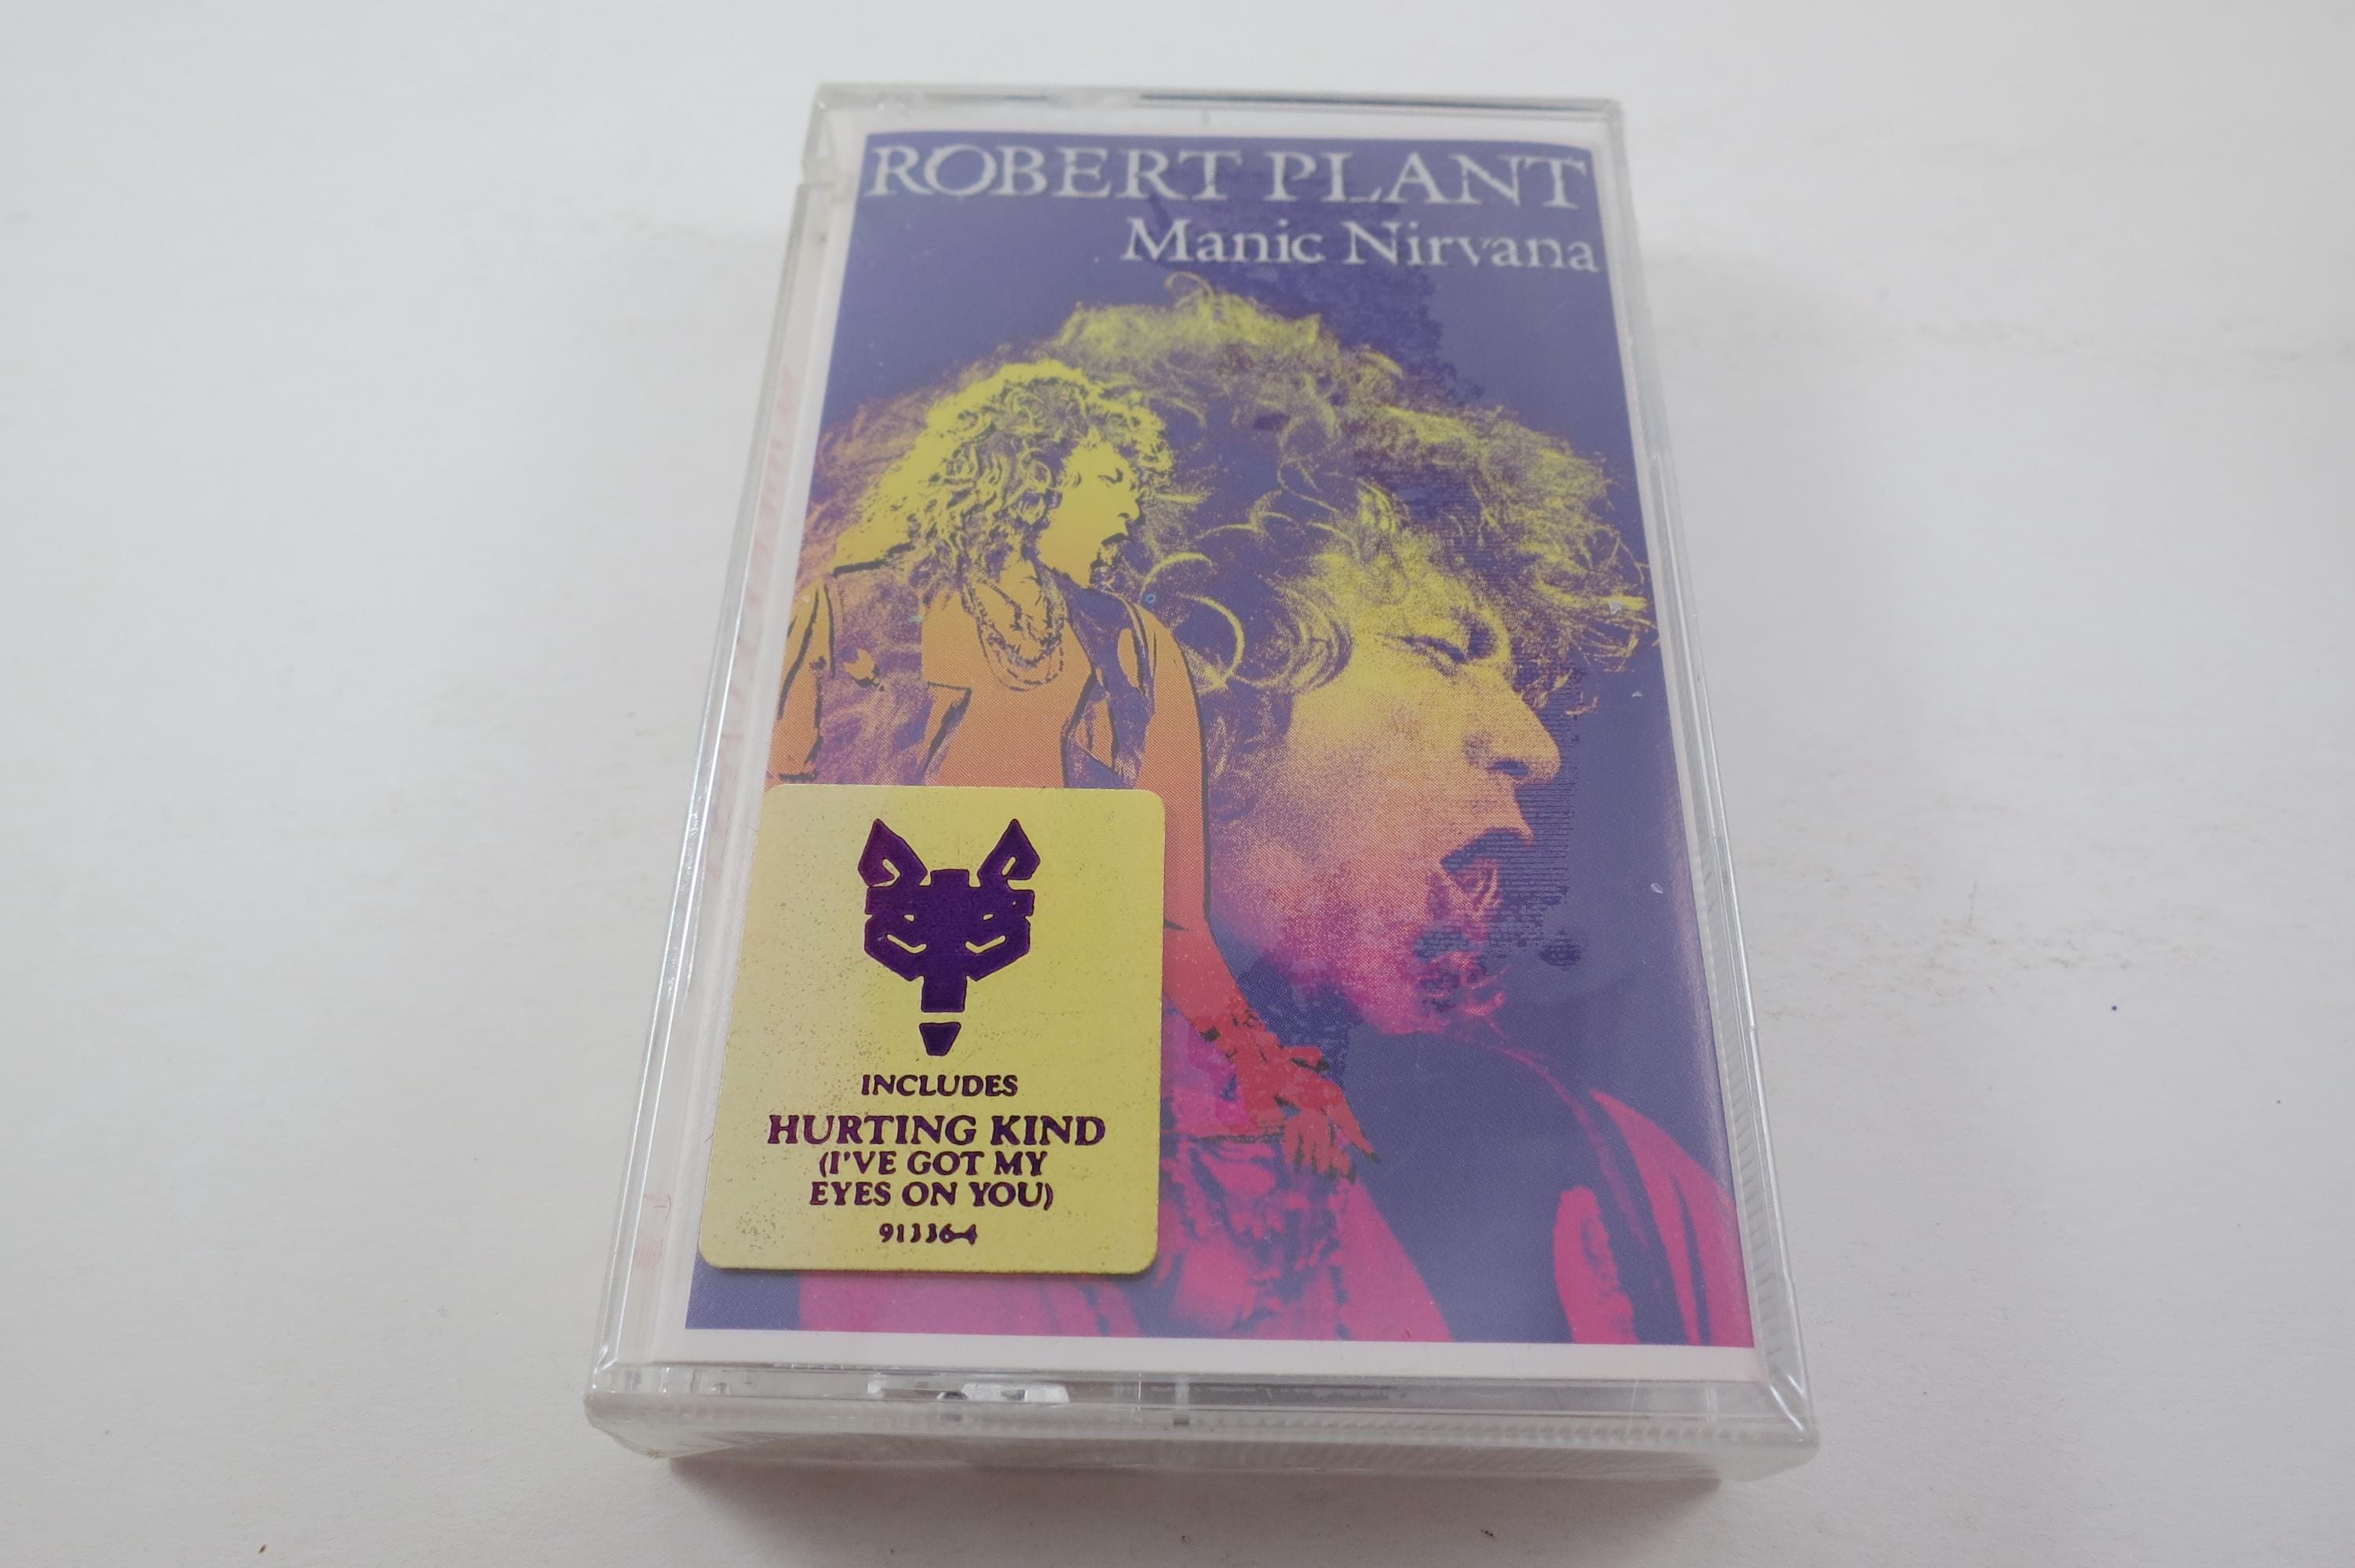 ROBERT PLANT
Manic Nirvana
INCLUDES
HURTING KIND
(I'VE GOT MY
EYES ON YOU)
91336-4